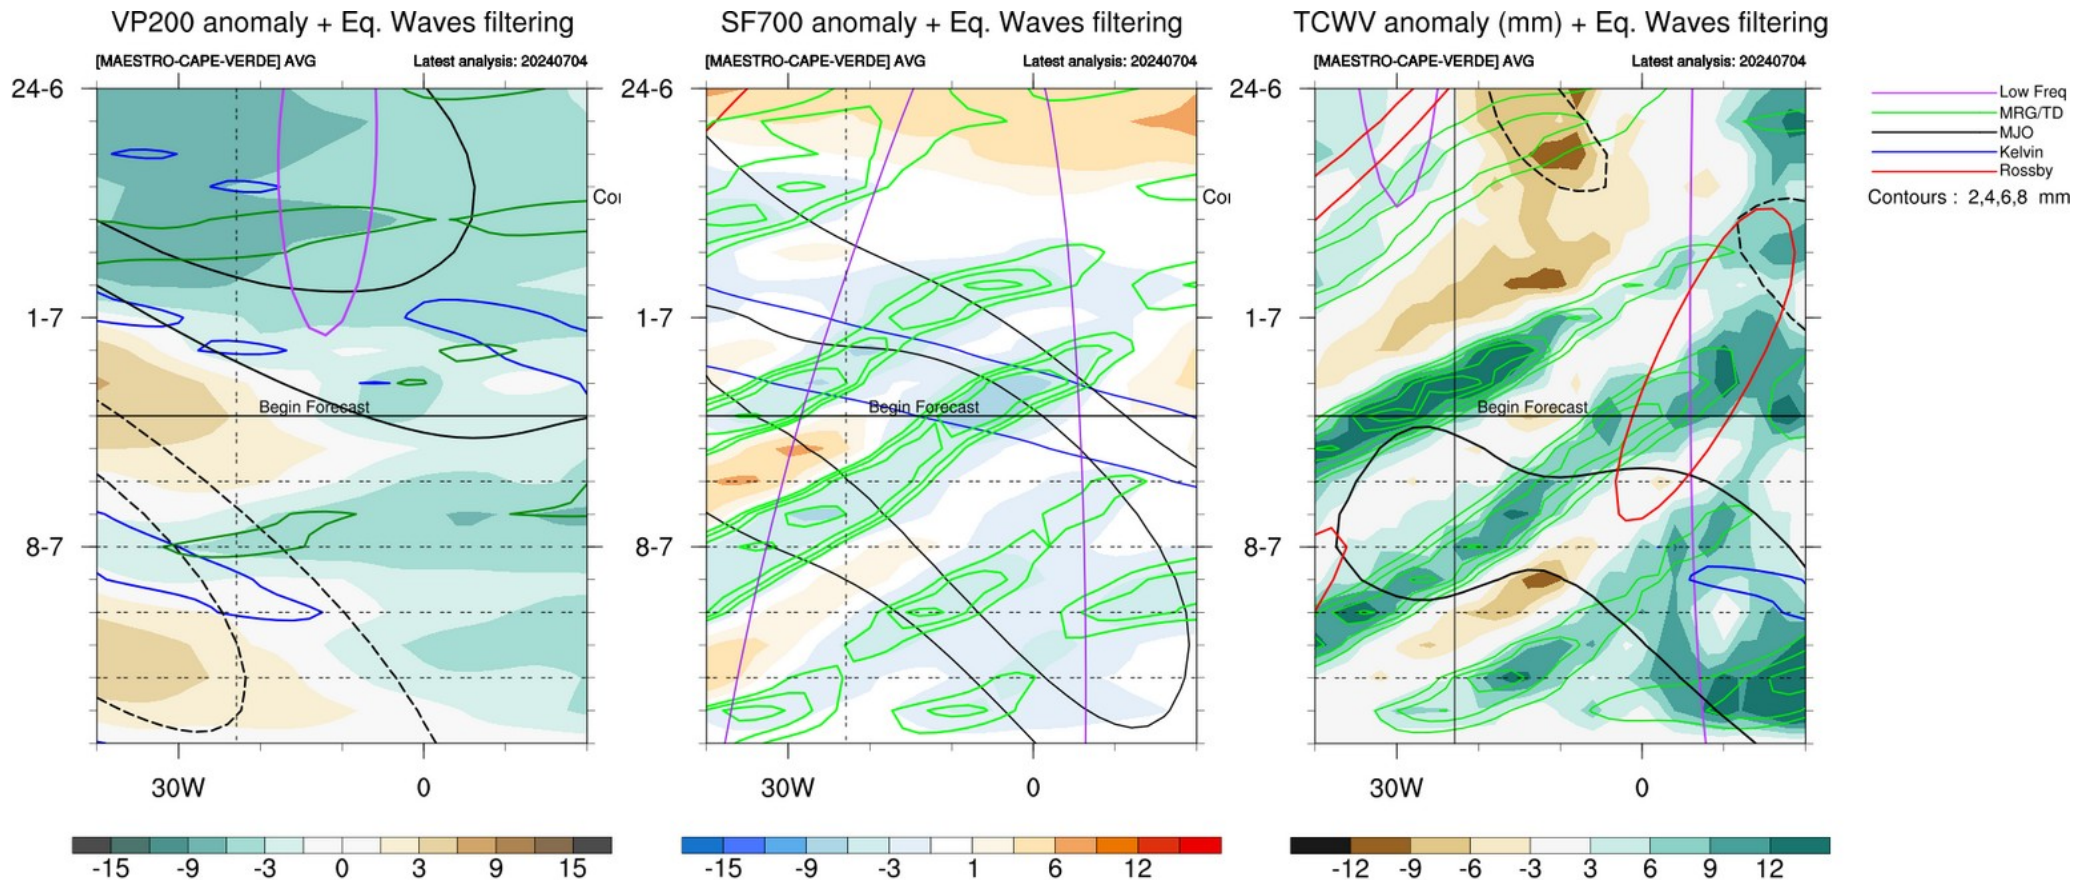 VP200 anomaly + Eq. Waves filtering
[MAESTRO-CAPE-VERDE] AVG
Latest analysis: 20240704
24-6
1-7
8-7
Begin Forecast
Coi
30W
0
-15
-9
-3
0
3
9
15
SF700 anomaly + Eq. Waves filtering
[MAESTRO-CAPE-VERDE] AVG
Latest analysis: 20240704
24-6
1-7
8-7
Begin Forecast
Coi
30W
0
-15
-9
-3
1
6
12
TCWV anomaly (mm) + Eq. Waves filtering
[MAESTRO-CAPE-VERDE] AVG
Latest analysis: 20240704
24-6
1-7
8-7
Begin Forecast
30W
0
-12
-9
-6
-3
3
6
9
12
Low Freq
MRG/TD
MJO
Kelvin
Rossby
Contours : 2,4,6,8 mm